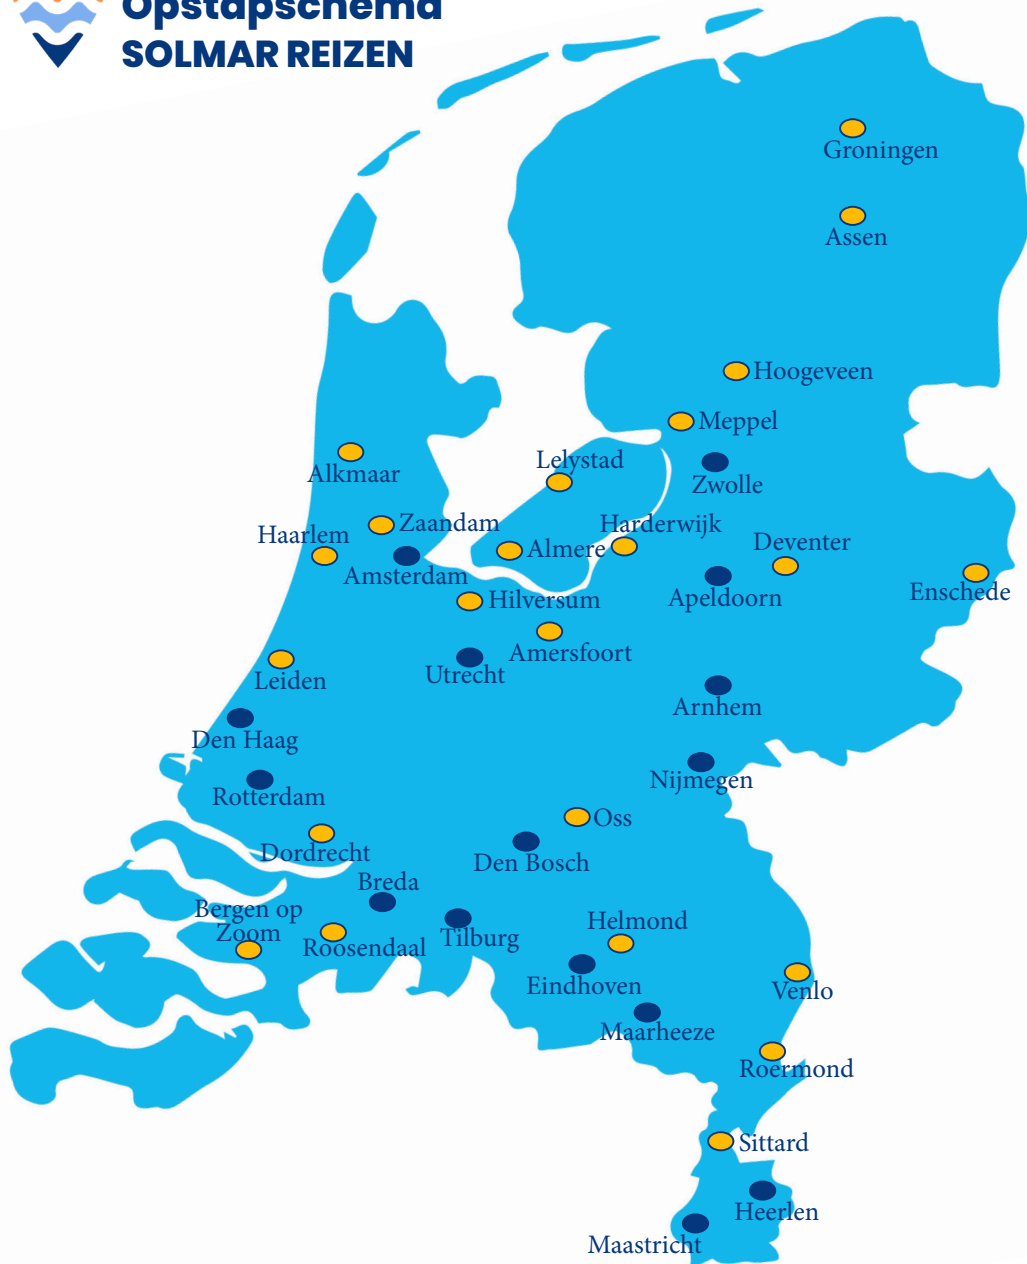 Opstapschema
SOLMAR REIZEN
Groningen
Assen
Hoogeveen
Meppel
Zwolle
Lelystad
Alkmaar
Zaandam
Haarlem
Amsterdam
Almere
Harderwijk
Deventer
Apeldoorn
Enschede
Hilversum
Amersfoort
Utrecht
Leiden
Arnhem
Den Haag
Nijmegen
Rotterdam
Oss
Dordrecht
Den Bosch
Breda
Bergen op
Zoom
Roosendaal
Tilburg
Helmond
Eindhoven
Venlo
Maarheeze
Roermond
Sittard
Heerlen
Maastricht